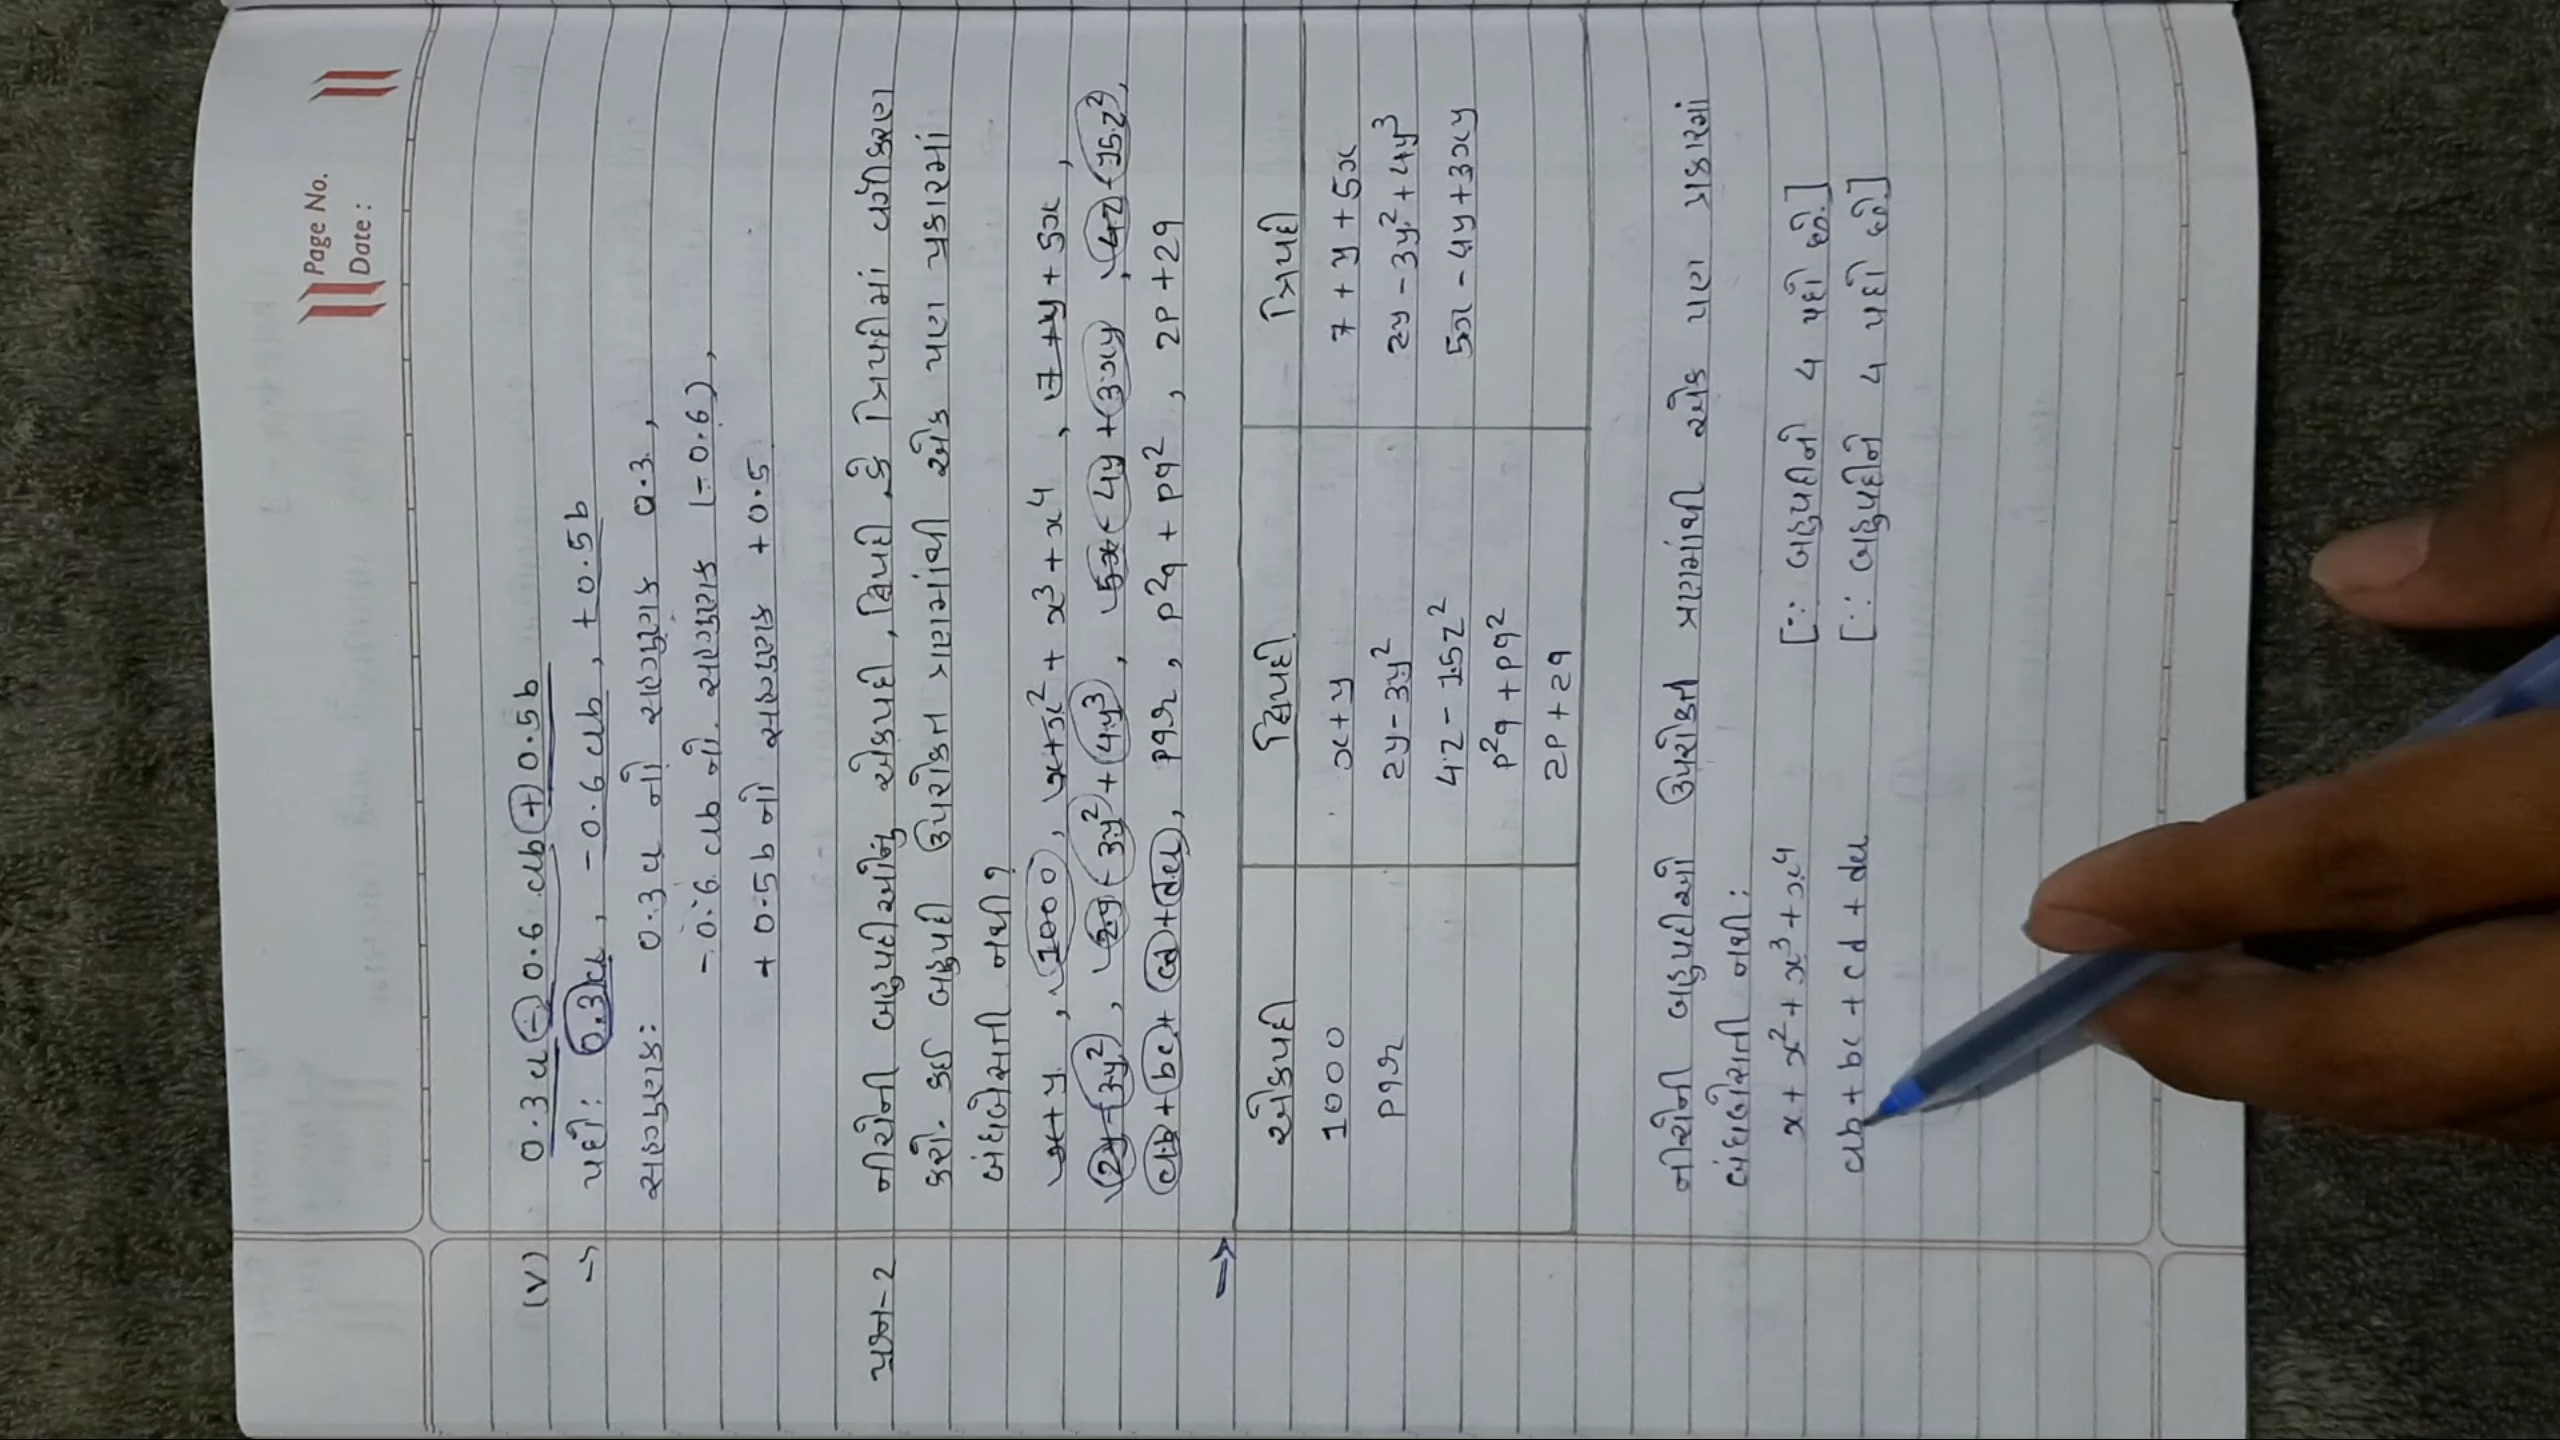 Page No.
Date :
(V) 0.3a - 0.6ab + 0.5b
→ પદો : 0.3a, -0.6ab, +0.5b
સહગુણક : 0.3a નો સહગુણક 0.3,
-0.6ab નો સહગુણક (-0.6),
+0.5b નો સહગુણક +0.5
પ્રશ્ન-2 નીચેની બહુપદીઓનું એકપદી, દ્વિપદી કે ત્રિપદીમાં વર્ગીકરણ
કરો. કઈ બહુપદી ઉપરોક્ત ત્રણમાંથી એક પણ પ્રકારમાં
બંધબેસતી નથી?
x+y, 1000, x+x²+x³+x⁴, 7+y+5x,
2y-3y², 2y-3y²+4y³, 5x-4y+3xy, 4z-15z²,
ab+bc+cd+da, pqr, p²q+pq², 2p+2q
→ એકપદી દ્વિપદી ત્રિપદી
1000 x+y 7+y+5x
pqr 2y-3y² 2y-3y²+4y³
4z-15z² 5x-4y+3xy
p²q+pq²
2p+2q
નીચેની બહુપદીઓ ઉપરોક્ત ત્રણમાંથી એક પણ પ્રકારમાં
બંધબેસતી નથી :
x+x²+x³+x⁴ [∵ બહુપદીને 4 પદો છે.]
ab+bc+cd+da [∵ બહુપદીને 4 પદો છે]